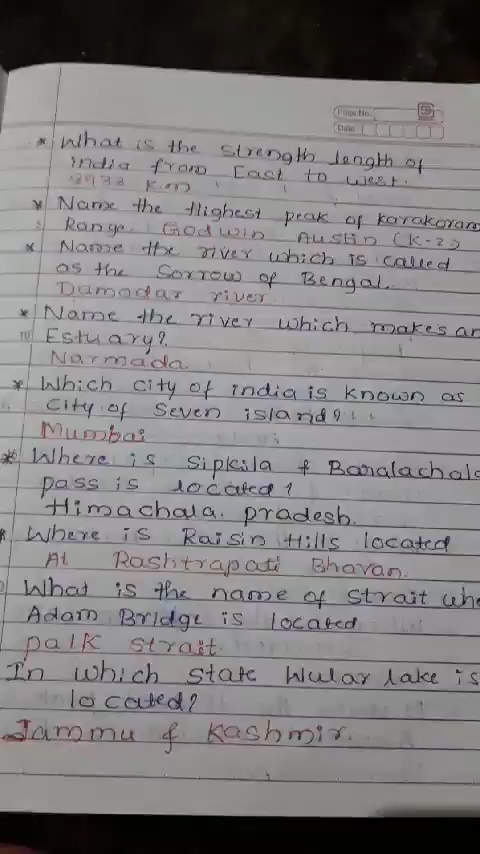 Page No. 5
Date
* What is the strength length of
india from East to west.
2933 Km
* Name the Highest peak of karakoram
Range. Godwin Austin (K-2)
* Name the river which is called
as the Sorrow of Bengal.
Damadar river
* Name the river which makes an
Estuary?
Narmada.
* Which city of india is known as
city of seven island?
Mumbai
* Where is Sipkila & Baralachala
pass is located?
Himachala. pradesh.
* Where is Raisin Hills located
At Rashtrapati Bhavan.
What is the name of strait whe
Adam Bridge is located
palk strait.
In which state Wular lake is
located?
Jammu & Kashmir.